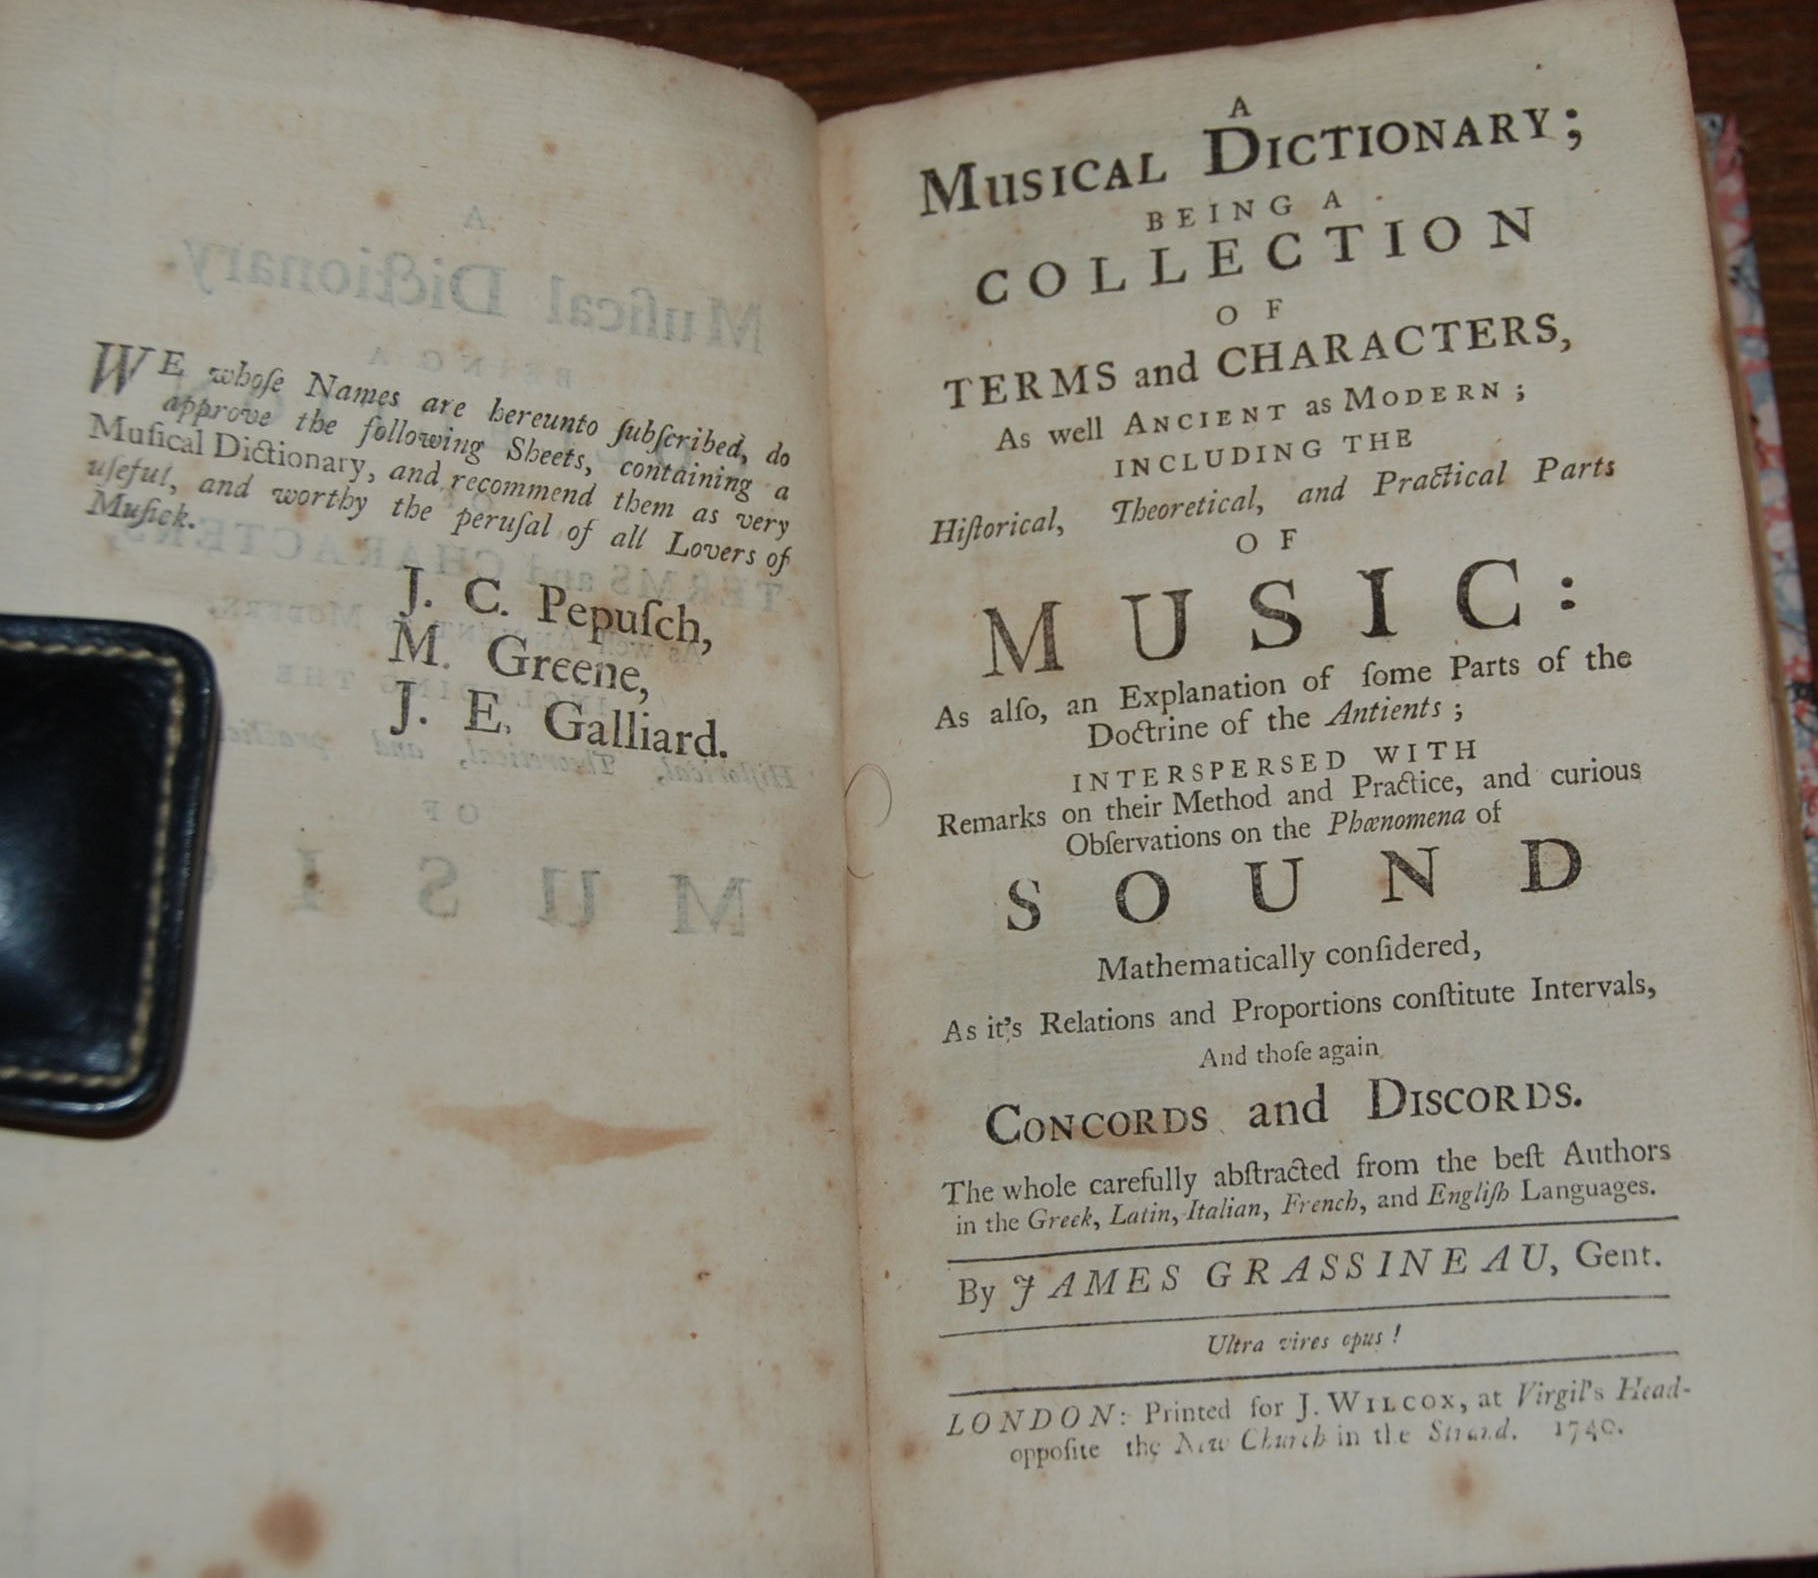 WE whoſe Names are hereunto ſubſcribed, do
approve the following Sheets, containing a
Muſical Dictionary, and recommend them as very
uſeful, and worthy the peruſal of all Lovers of
Muſick.
J. C. Pepuſch,
M. Greene,
J. E. Galliard.
A
MUSICAL DICTIONARY;
BEING A
COLLECTION
OF
TERMS and CHARACTERS,
As well ANCIENT as MODERN;
INCLUDING THE
Hiſtorical, Theoretical, and Practical Parts
OF
MUSIC:
As alſo, an Explanation of ſome Parts of the
Doctrine of the Antients;
INTERSPERSED WITH
Remarks on their Method and Practice, and curious
Obſervations on the Phœnomena of
SOUND
Mathematically conſidered,
As it's Relations and Proportions conſtitute Intervals,
And thoſe again
CONCORDS and DISCORDS.
The whole carefully abſtracted from the beſt Authors
in the Greek, Latin, Italian, French, and Engliſh Languages.
By JAMES GRASSINEAU, Gent.
Ultra vires opus!
LONDON: Printed for J. WILCOX, at Virgil's Head
oppoſite the New Church in the Strand. 1740.